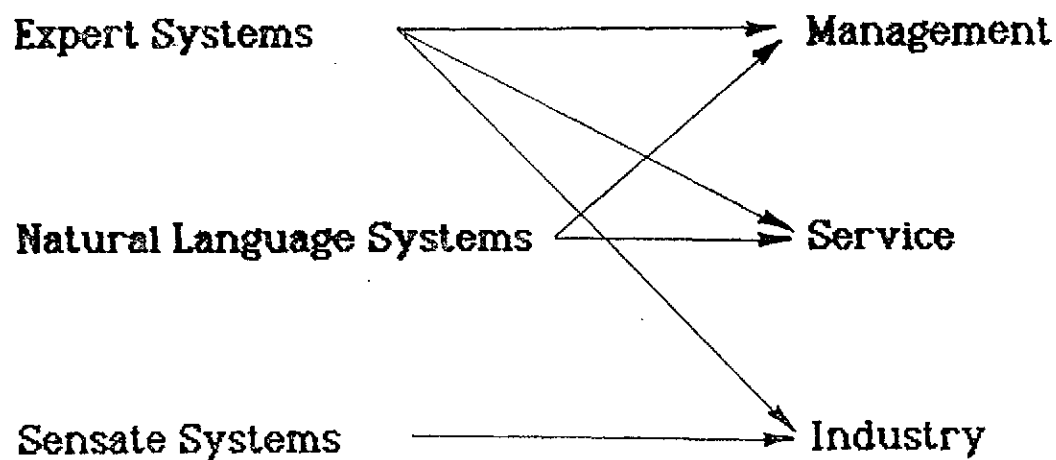 Expert Systems Management
Natural Language Systems Service
Sensate Systems Industry